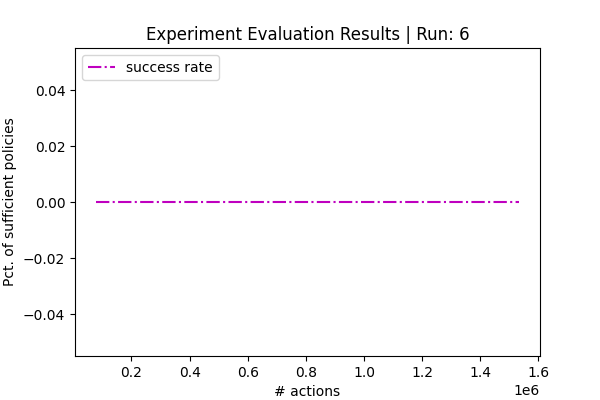 Experiment Evaluation Results | Run: 6
success rate
Pct. of sufficient policies
0.04
0.02
0.00
−0.02
−0.04
0.2 0.4 0.6 0.8 1.0 1.2 1.4 1.6
1e6
# actions